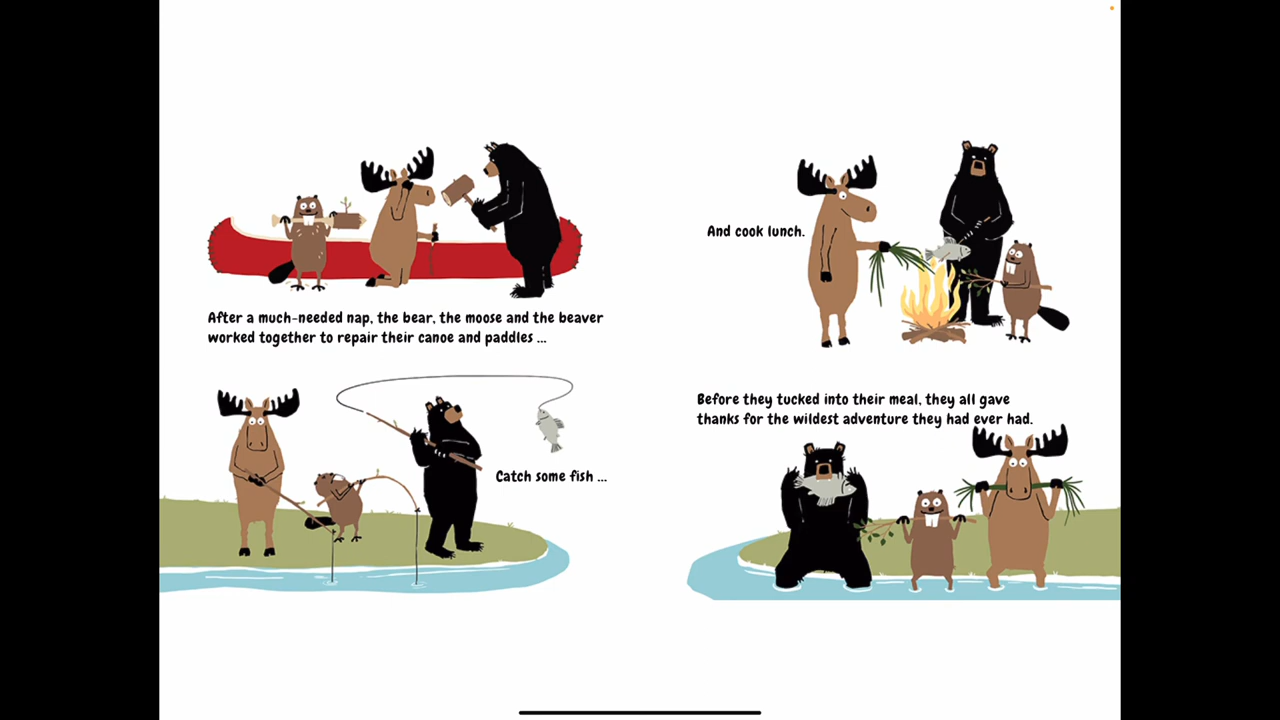 After a much-needed nap, the bear, the moose and the beaver
worked together to repair their canoe and paddles ...
Catch some fish ...
And cook lunch.
Before they tucked into their meal, they all gave
thanks for the wildest adventure they had ever had.